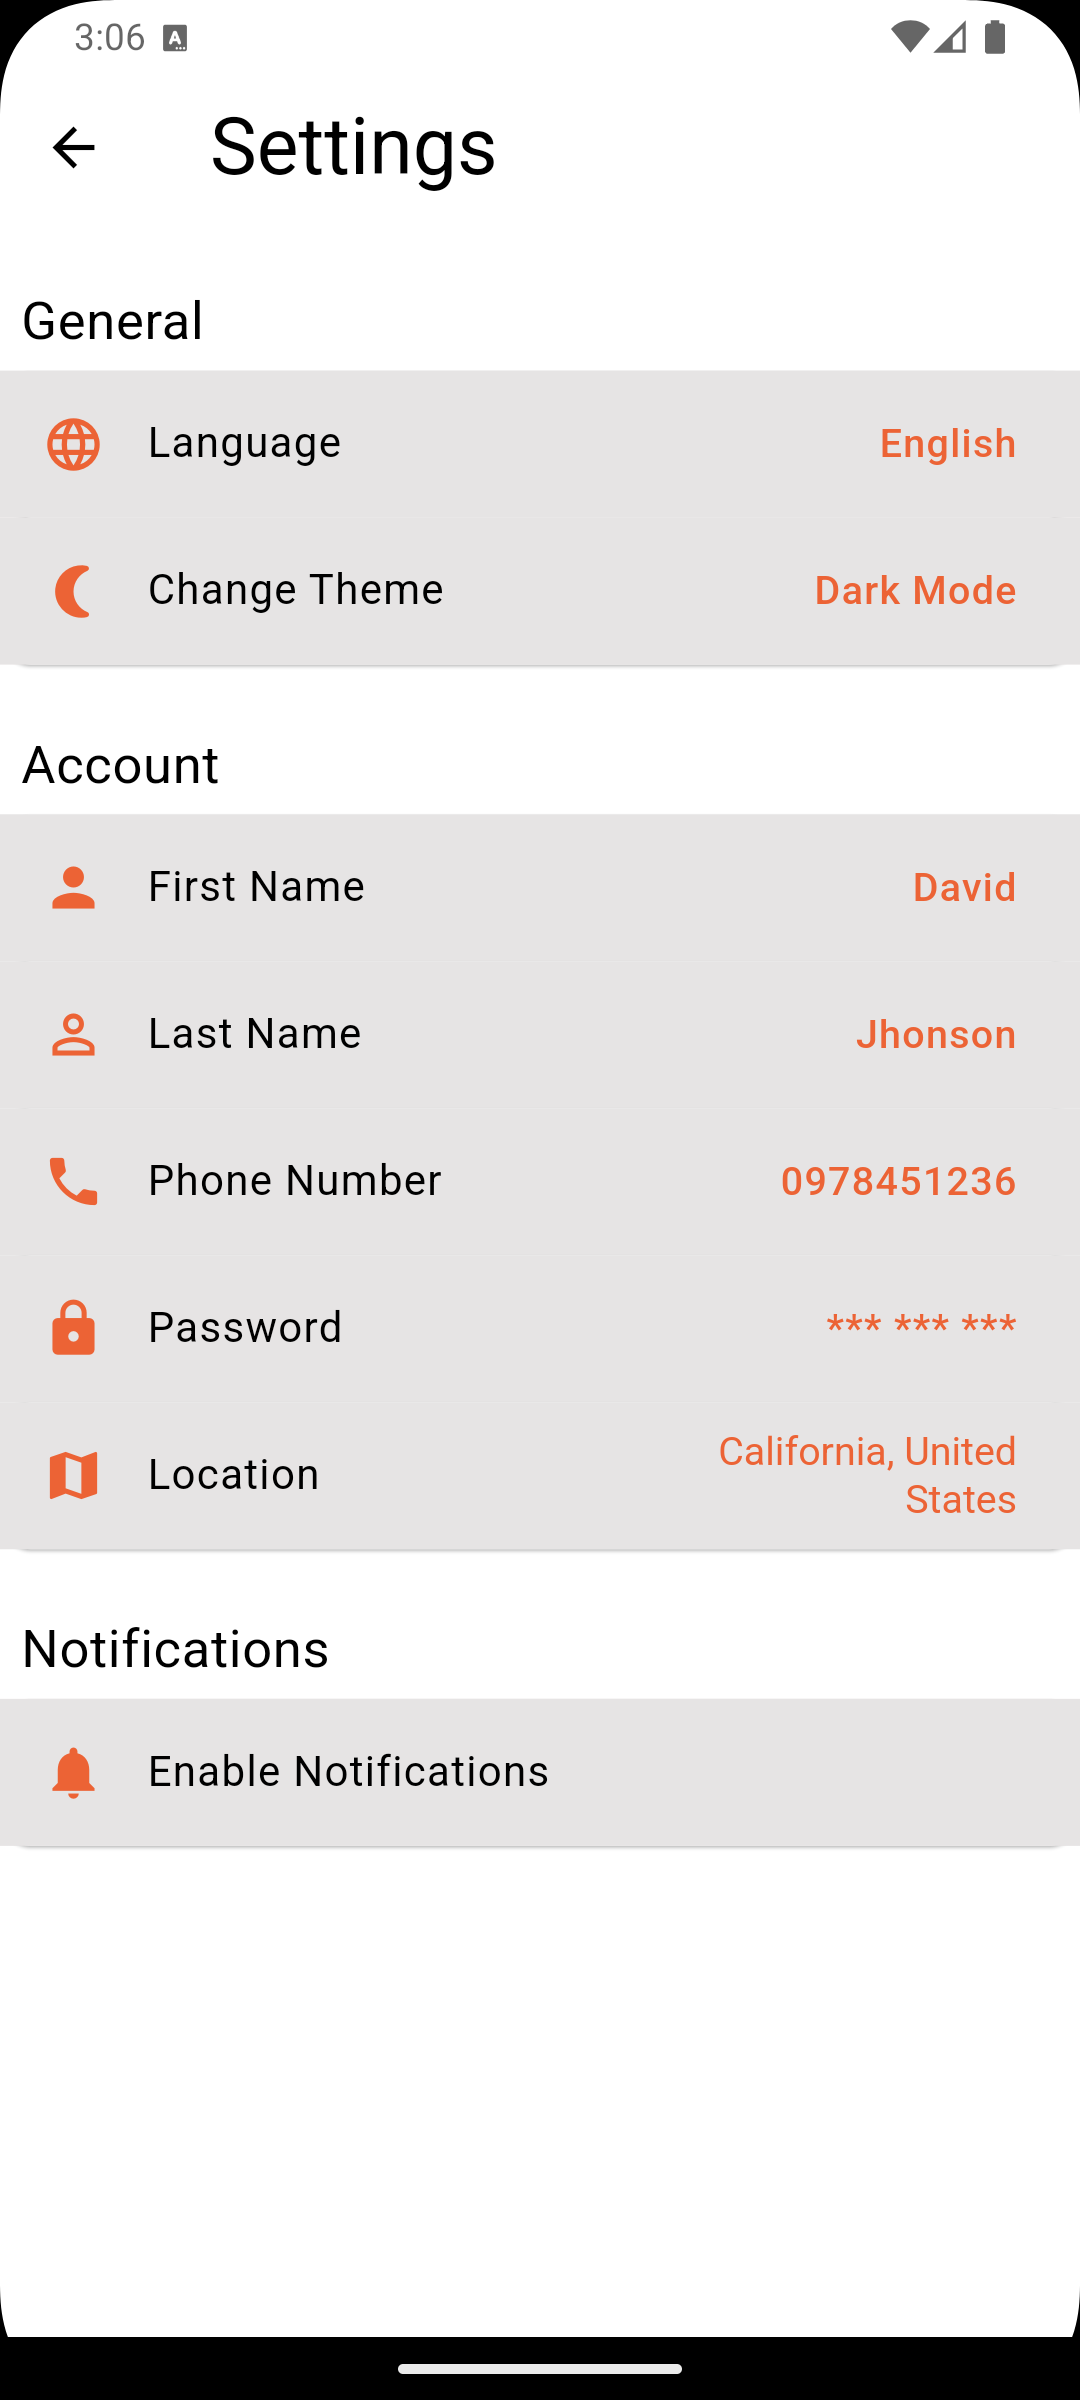 3:06
Settings
General
Language English
Change Theme Dark Mode
Account
First Name David
Last Name Jhonson
Phone Number 0978451236
Password *** *** ***
Location California, United
States
Notifications
Enable Notifications